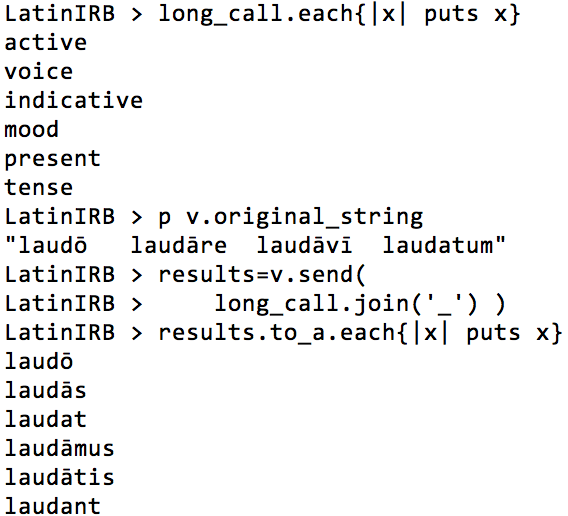 LatinIRB > long_call.each{|x| puts x}
active
voice
indicative
mood
present
tense
LatinIRB > p v.original_string
"laudō   laudāre  laudāvī  laudatum"
LatinIRB > results=v.send(
LatinIRB >     long_call.join('_') )
LatinIRB > results.to_a.each{|x| puts x}
laudō
laudās
laudat
laudāmus
laudātis
laudant